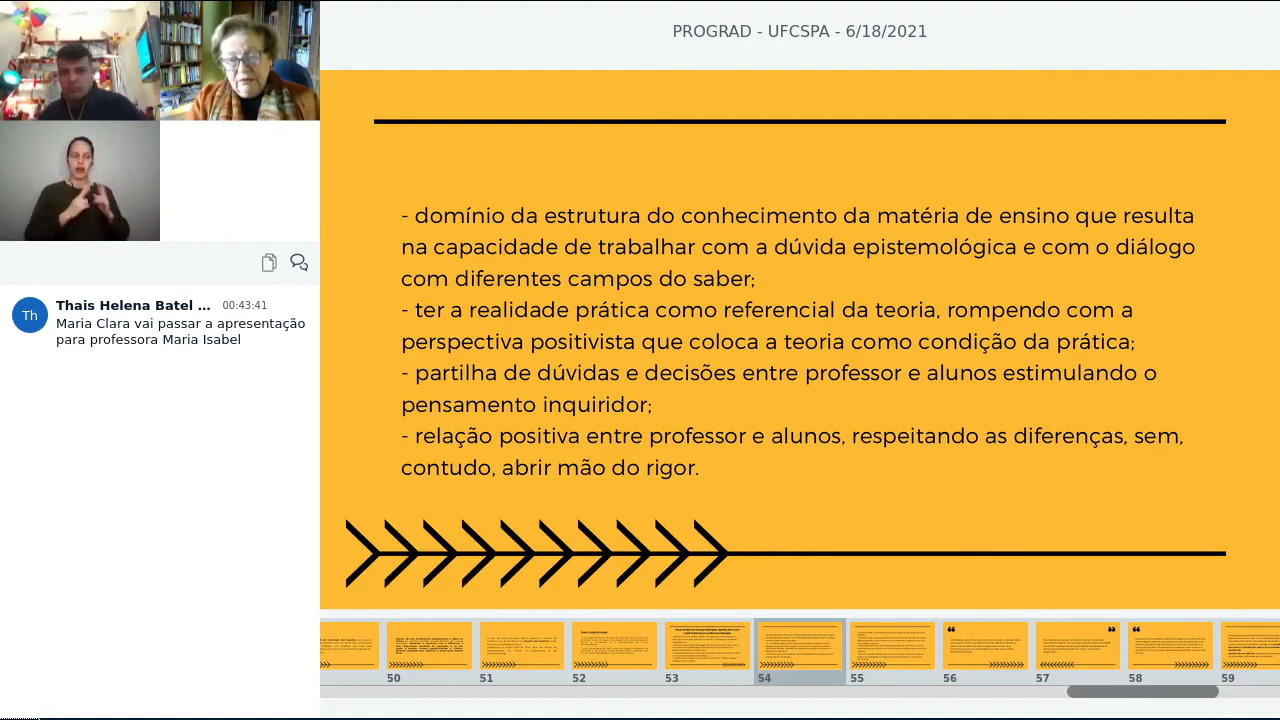 PROGRAD - UFCSPA - 6/18/2021
- domínio da estrutura do conhecimento da matéria de ensino que resulta
na capacidade de trabalhar com a dúvida epistemológica e com o diálogo
com diferentes campos do saber;
- ter a realidade prática como referencial da teoria, rompendo com a
perspectiva positivista que coloca a teoria como condição da prática;
- partilha de dúvidas e decisões entre professor e alunos estimulando o
pensamento inquiridor;
- relação positiva entre professor e alunos, respeitando as diferenças, sem,
contudo, abrir mão do rigor.
Th
Thais Helena Batel ... 00:43:41
Maria Clara vai passar a apresentação
para professora Maria Isabel
50 51 52 53 54 55 56 57 58 59